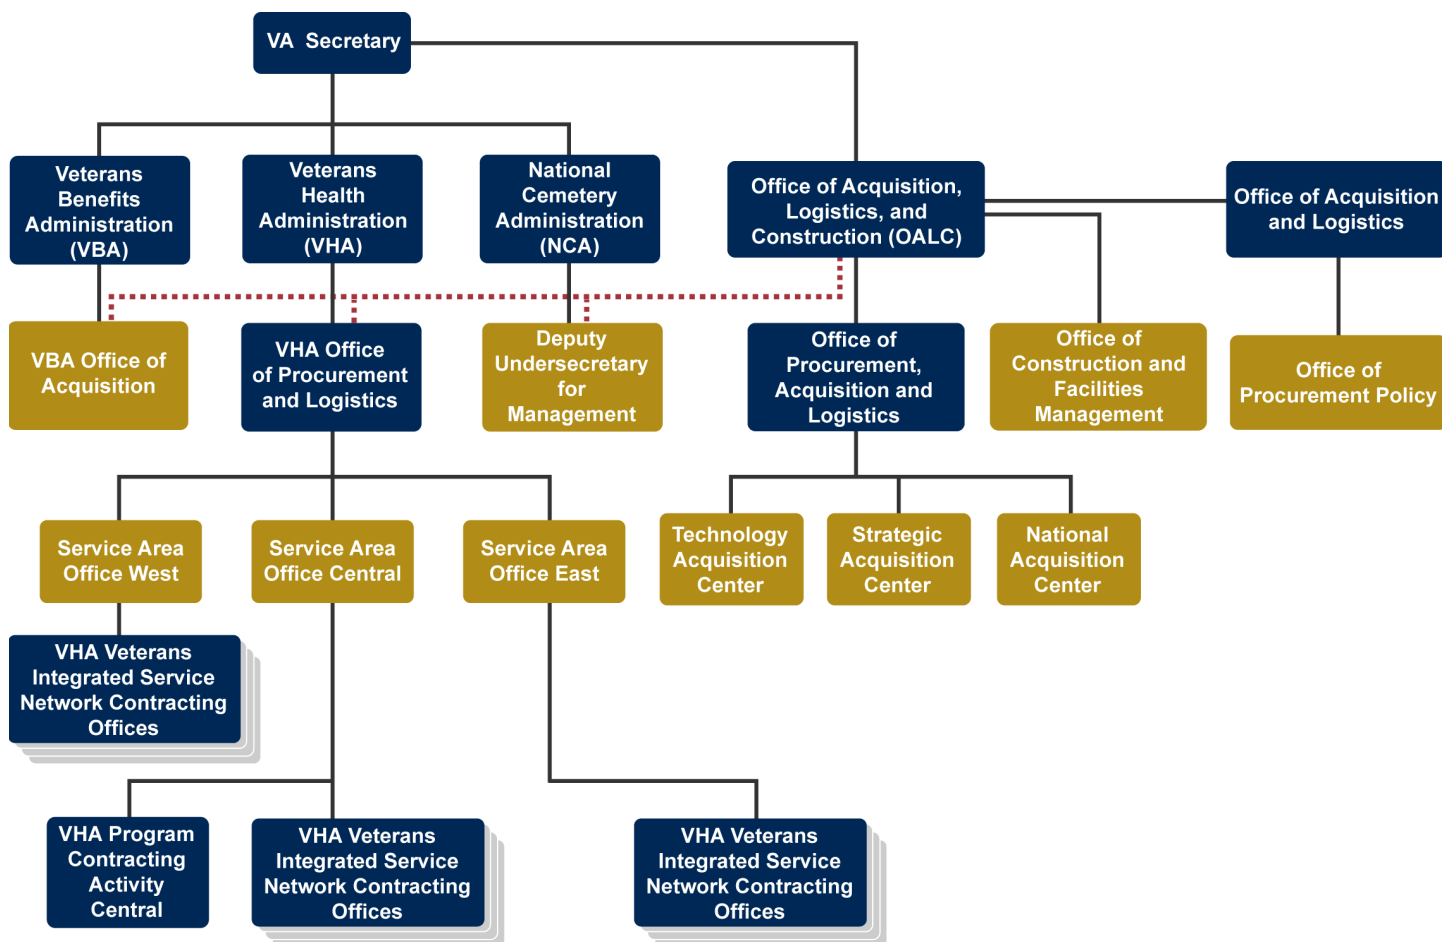 VA Secretary
Veterans
Benefits
Administration
(VBA)
Veterans
Health
Administration
(VHA)
National
Cemetery
Administration
(NCA)
Office of Acquisition,
Logistics, and
Construction (OALC)
Office of Acquisition
and Logistics
VBA Office of
Acquisition
VHA Office
of Procurement
and Logistics
Deputy
Undersecretary
for
Management
Office of
Procurement,
Acquisition and
Logistics
Office of
Construction and
Facilities
Management
Office of
Procurement Policy
Service Area
Office West
Service Area
Office Central
Service Area
Office East
Technology
Acquisition
Center
Strategic
Acquisition
Center
National
Acquisition
Center
VHA Veterans
Integrated Service
Network Contracting
Offices
VHA Program
Contracting
Activity
Central
VHA Veterans
Integrated Service
Network Contracting
Offices
VHA Veterans
Integrated Service
Network Contracting
Offices